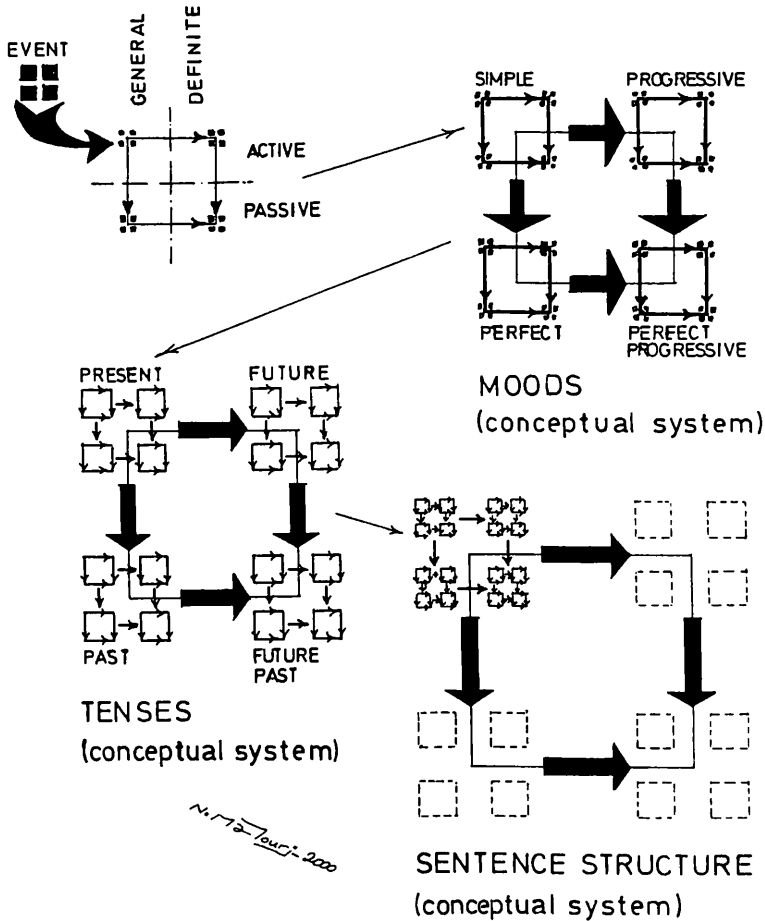 EVENT
GENERAL
DEFINITE
ACTIVE
PASSIVE
SIMPLE
PROGRESSIVE
PERFECT
PERFECT
PROGRESSIVE
MOODS
(conceptual system)
PRESENT
FUTURE
PAST
FUTURE
PAST
TENSES
(conceptual system)
SENTENCE STRUCTURE
(conceptual system)
2000